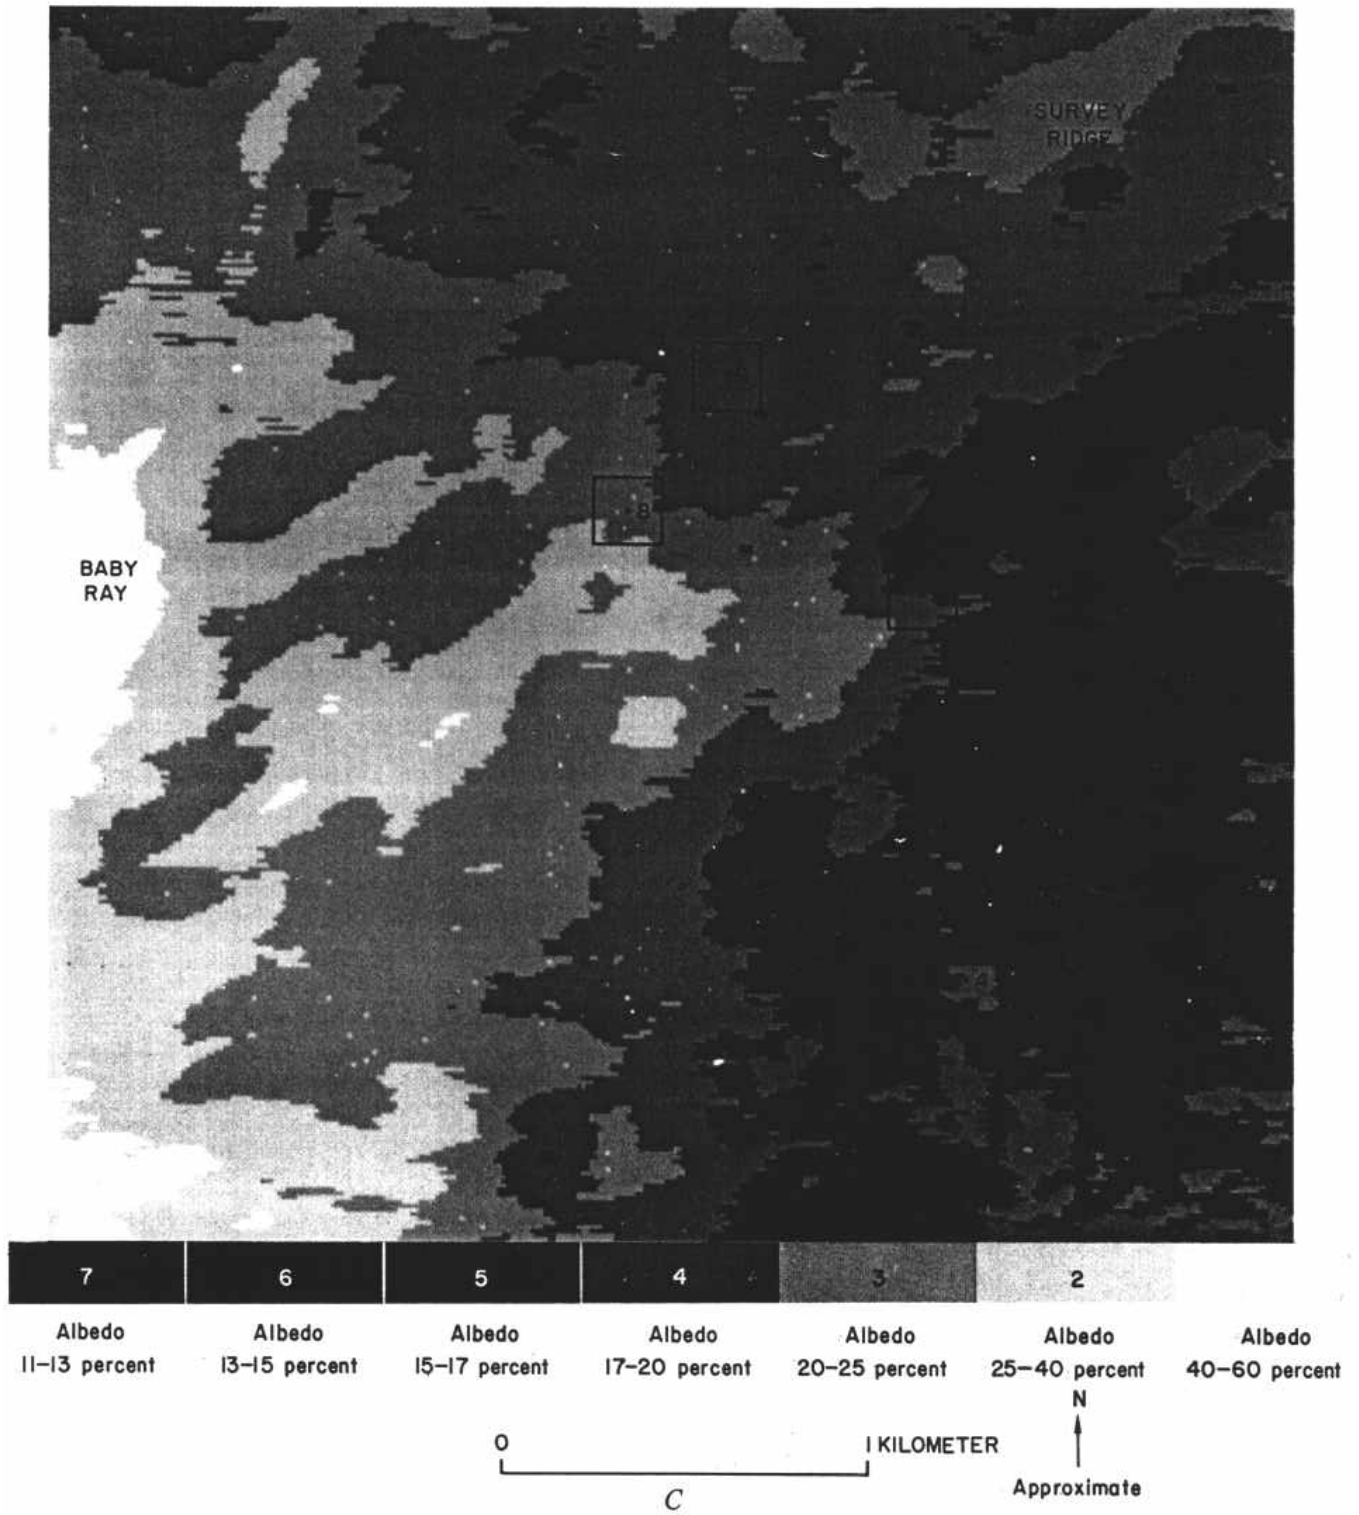 SURVEY
RIDGE
B
BABY
RAY
7 6 5 4 3 2
Albedo Albedo Albedo Albedo Albedo Albedo Albedo
11-13 percent 13-15 percent 15-17 percent 17-20 percent 20-25 percent 25-40 percent 40-60 percent
N
0 1 KILOMETER
Approximate
C